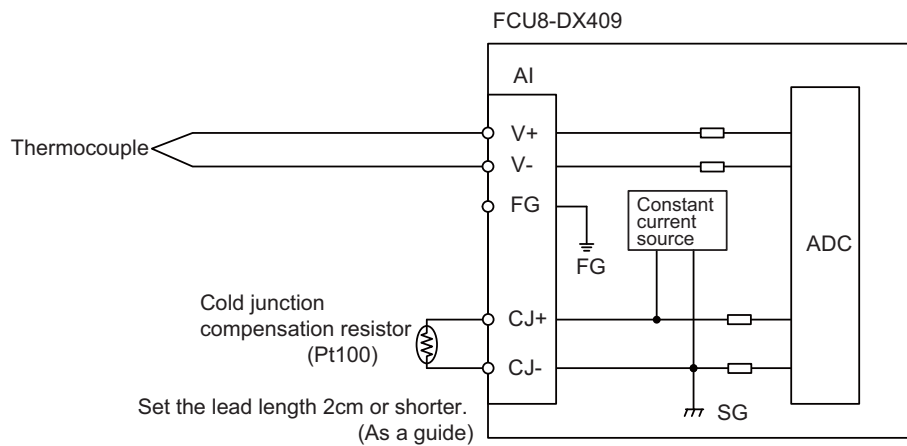 FCU8-DX409
AI
Thermocouple
V+
V-
FG
Constant
current
source
FG
ADC
Cold junction
compensation resistor
(Pt100)
CJ+
CJ-
Set the lead length 2cm or shorter.
(As a guide)
SG